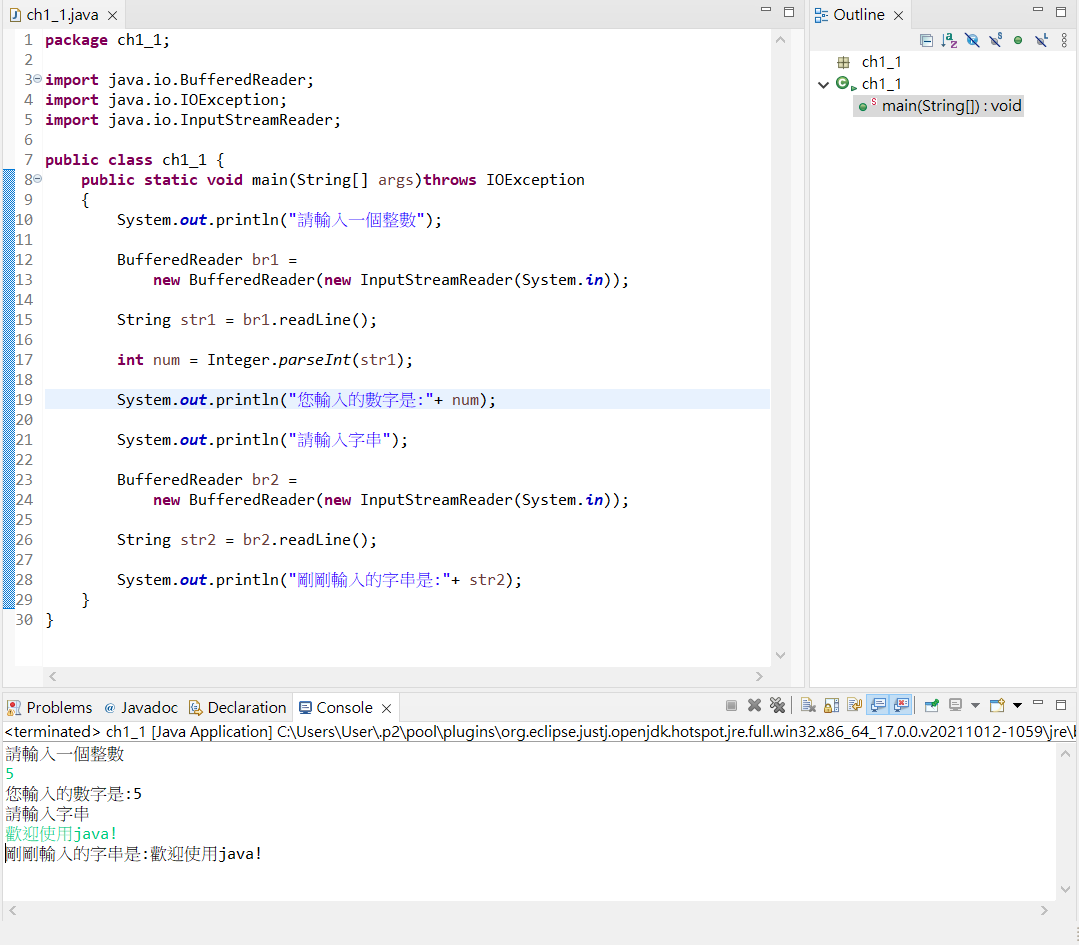 ch1_1.java
1 package ch1_1;
2
3 import java.io.BufferedReader;
4 import java.io.IOException;
5 import java.io.InputStreamReader;
6
7 public class ch1_1 {
8     public static void main(String[] args)throws IOException
9     {
10         System.out.println("請輸入一個整數");
11
12         BufferedReader br1 =
13             new BufferedReader(new InputStreamReader(System.in));
14
15         String str1 = br1.readLine();
16
17         int num = Integer.parseInt(str1);
18
19         System.out.println("您輸入的數字是:"+ num);
20
21         System.out.println("請輸入字串");
22
23         BufferedReader br2 =
24             new BufferedReader(new InputStreamReader(System.in));
25
26         String str2 = br2.readLine();
27
28         System.out.println("剛剛輸入的字串是:"+ str2);
29     }
30 }
Outline
ch1_1
ch1_1
main(String[]) : void
Problems Javadoc Declaration Console
<terminated> ch1_1 [Java Application] C:\Users\User\.p2\pool\plugins\org.eclipse.justj.openjdk.hotspot.jre.full.win32.x86_64_17.0.0.v20211012-1059\jre\b
請輸入一個整數
5
您輸入的數字是:5
請輸入字串
歡迎使用java!
剛剛輸入的字串是:歡迎使用java!